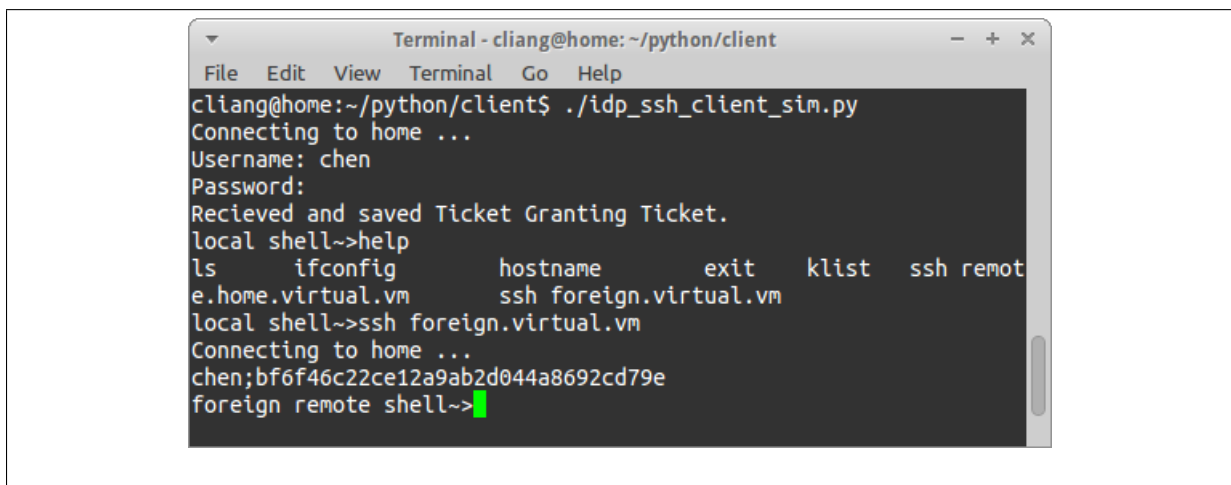 Terminal - cliang@home: ~/python/client
File Edit View Terminal Go Help
cliang@home:~/python/client$ ./idp_ssh_client_sim.py
Connecting to home ...
Username: chen
Password:
Recieved and saved Ticket Granting Ticket.
local shell~>help
ls ifconfig hostname exit klist ssh remot
e.home.virtual.vm ssh foreign.virtual.vm
local shell~>ssh foreign.virtual.vm
Connecting to home ...
chen;bf6f46c22ce12a9ab2d044a8692cd79e
foreign remote shell~>